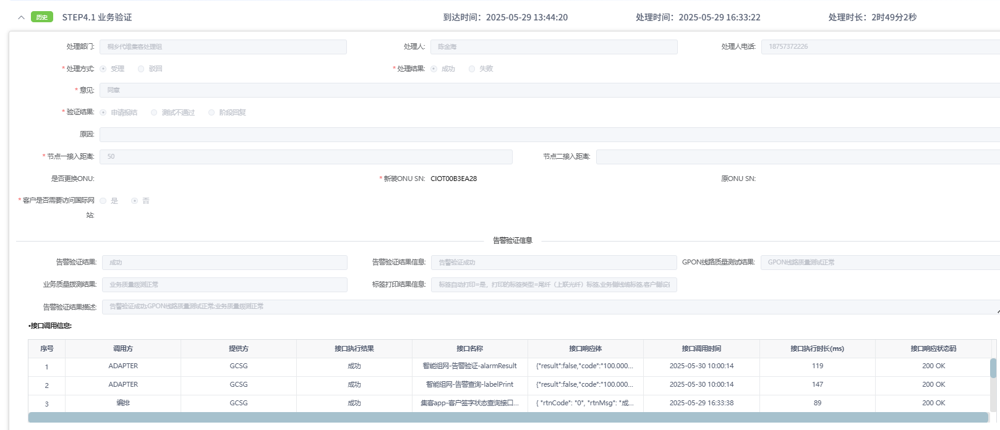 历史 STEP4.1 业务验证 到达时间：2025-05-29 13:44:20 处理时间：2025-05-29 16:33:22 处理时长：2时49分2秒
处理部门: 桐乡代维集客处理组 处理人: 陈金海 处理人电话: 18757372226
* 处理方式: 受理 驳回 * 处理结果: 成功 失败
* 意见: 同意
* 验证结果: 申请报结 测试不通过 阶段回复
原因:
* 节点一接入距离: 50 节点二接入距离:
是否更换ONU: * 新装ONU SN: CIOT00B3EA28 原ONU SN:
* 客户是否需要访问国际网 是 否
站:
告警验证信息
告警验证结果: 成功 告警验证结果信息: 告警验证成功 GPON线路质量测试结果: GPON线路质量测试正常
业务质量拨测结果: 业务质量拨测正常 标签打印结果信息: 标签自动打印=是，打印的标签类型=尾纤（上联光纤）标签,业务侧线缆标签,客户侧设
告警验证结果描述: 告警验证成功;GPON线路质量测试正常;业务质量拨测正常
•接口调用信息:
序号 调用方 提供方 接口执行结果 接口名称 接口响应体 接口调用时间 接口执行时长(ms) 接口响应状态码
1 ADAPTER GCSG 成功 智能组网-告警验证-alarmResult {"result":false,"code":"100.000... 2025-05-30 10:00:14 119 200 OK
2 ADAPTER GCSG 成功 智能组网-告警查询-labelPrint {"result":false,"code":"100.000... 2025-05-30 10:00:14 147 200 OK
3 编排 GCSG 成功 集客app-客户签字状态查询接口... { "rtnCode": "0", "rtnMsg": "成... 2025-05-29 16:33:38 89 200 OK